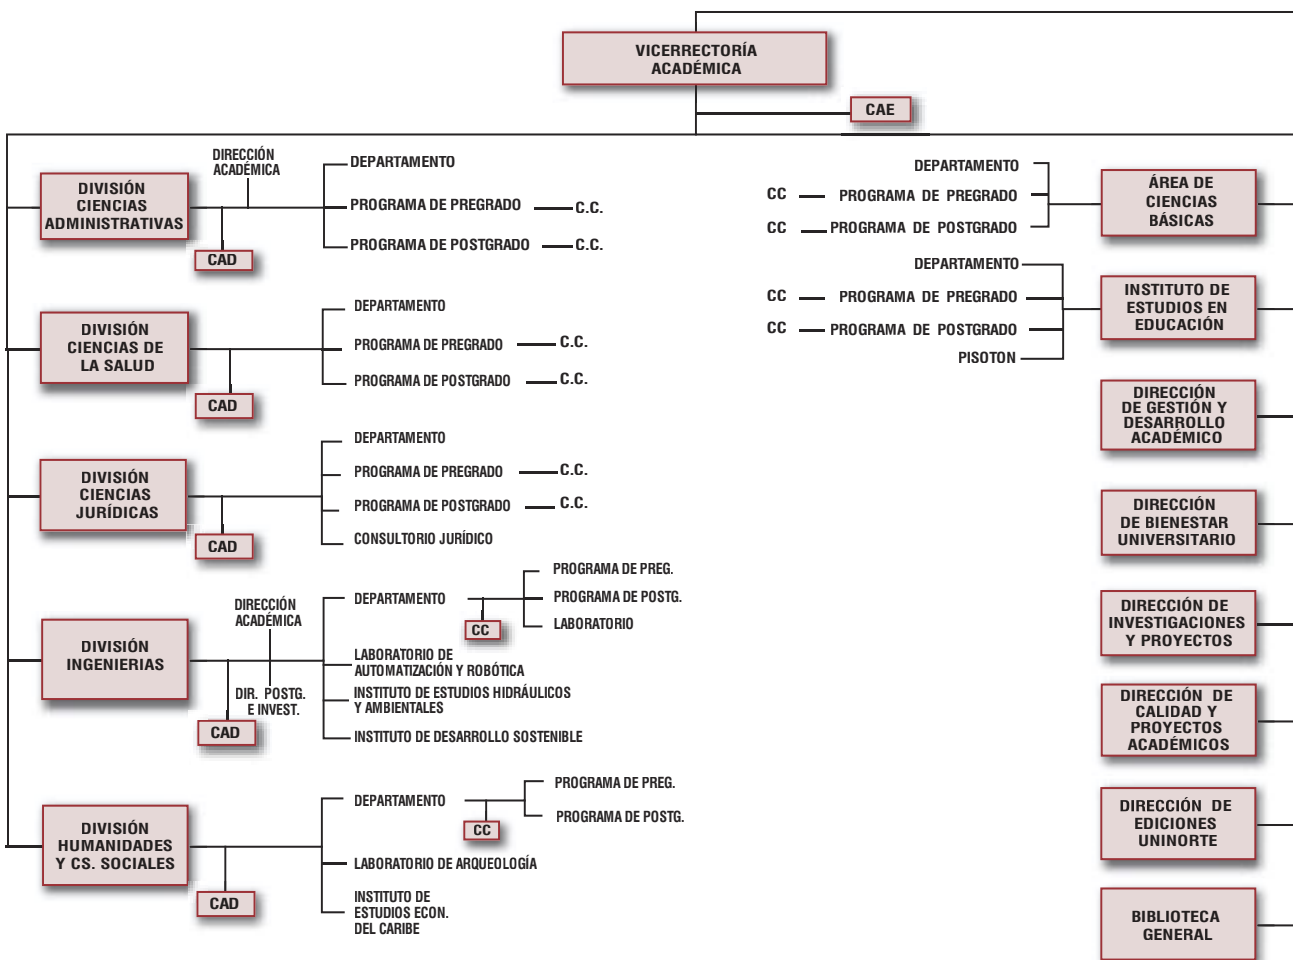 VICERRECTORÍA
ACADÉMICA
CAE
DIVISIÓN
CIENCIAS
ADMINISTRATIVAS
DIRECCIÓN
ACADÉMICA
CAD
DEPARTAMENTO
PROGRAMA DE PREGRADO C.C.
PROGRAMA DE POSTGRADO C.C.
DIVISIÓN
CIENCIAS DE
LA SALUD
CAD
DEPARTAMENTO
PROGRAMA DE PREGRADO C.C.
PROGRAMA DE POSTGRADO C.C.
DIVISIÓN
CIENCIAS
JURÍDICAS
CAD
DEPARTAMENTO
PROGRAMA DE PREGRADO C.C.
PROGRAMA DE POSTGRADO C.C.
CONSULTORIO JURÍDICO
DIVISIÓN
INGENIERIAS
DIRECCIÓN
ACADÉMICA
DIR. POSTG.
E INVEST.
CAD
DEPARTAMENTO
CC
PROGRAMA DE PREG.
PROGRAMA DE POSTG.
LABORATORIO
LABORATORIO DE
AUTOMATIZACIÓN Y ROBÓTICA
INSTITUTO DE ESTUDIOS HIDRÁULICOS
Y AMBIENTALES
INSTITUTO DE DESARROLLO SOSTENIBLE
DIVISIÓN
HUMANIDADES
Y CS. SOCIALES
CAD
DEPARTAMENTO
CC
PROGRAMA DE PREG.
PROGRAMA DE POSTG.
LABORATORIO DE ARQUEOLOGÍA
INSTITUTO DE
ESTUDIOS ECON.
DEL CARIBE
DEPARTAMENTO
CC PROGRAMA DE PREGRADO
CC PROGRAMA DE POSTGRADO
ÁREA DE
CIENCIAS
BÁSICAS
DEPARTAMENTO
CC PROGRAMA DE PREGRADO
CC PROGRAMA DE POSTGRADO
PISOTON
INSTITUTO DE
ESTUDIOS EN
EDUCACIÓN
DIRECCIÓN
DE GESTIÓN Y
DESARROLLO
ACADÉMICO
DIRECCIÓN
DE BIENESTAR
UNIVERSITARIO
DIRECCIÓN DE
INVESTIGACIONES
Y PROYECTOS
DIRECCIÓN DE
CALIDAD Y
PROYECTOS
ACADÉMICOS
DIRECCIÓN DE
EDICIONES
UNINORTE
BIBLIOTECA
GENERAL